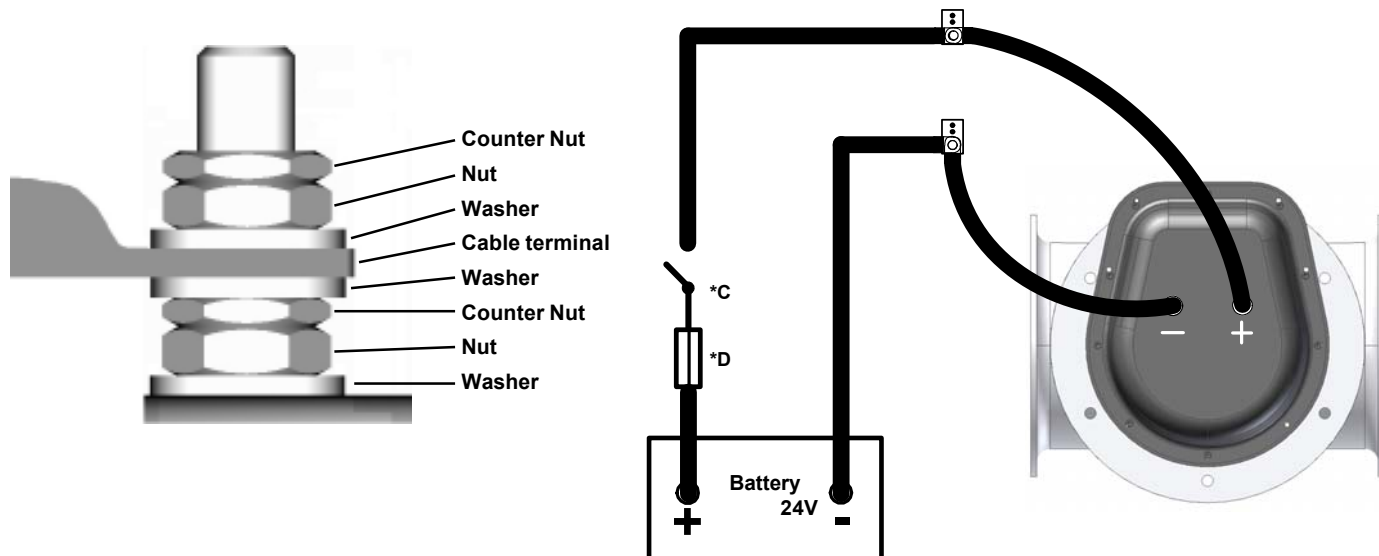 Counter Nut
Nut
Washer
Cable terminal
Washer
Counter Nut
Nut
Washer
*C
*D
Battery
24V
+ -
- +